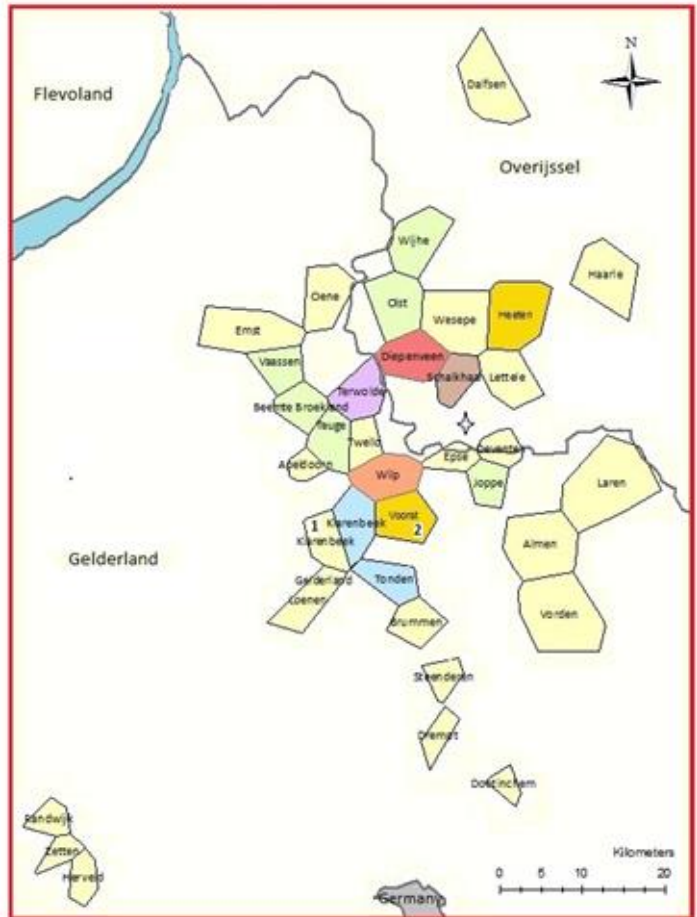 N
Dalfsen
Flevoland
Overijssel
Wijhe
Haarle
Oene
Olst
Wesepe
Heeten
Emst
Diepenveen
Vaassen
Schalkhaar
Lettele
Terwolde
Beemte Broekland
Teuge
Twello
Deventer
Epse
Apeldoorn
Wilp
Joppe
Laren
1
Klarenbeek
Voorst
2
Klarenbeek
Almen
Gelderland
Gelderland
Tonden
Loenen
Vorden
Brummen
Steenderen
Drempt
Doetinchem
Randwijk
Zetten
Herveld
Kilometers
0 5 10 20
Germany